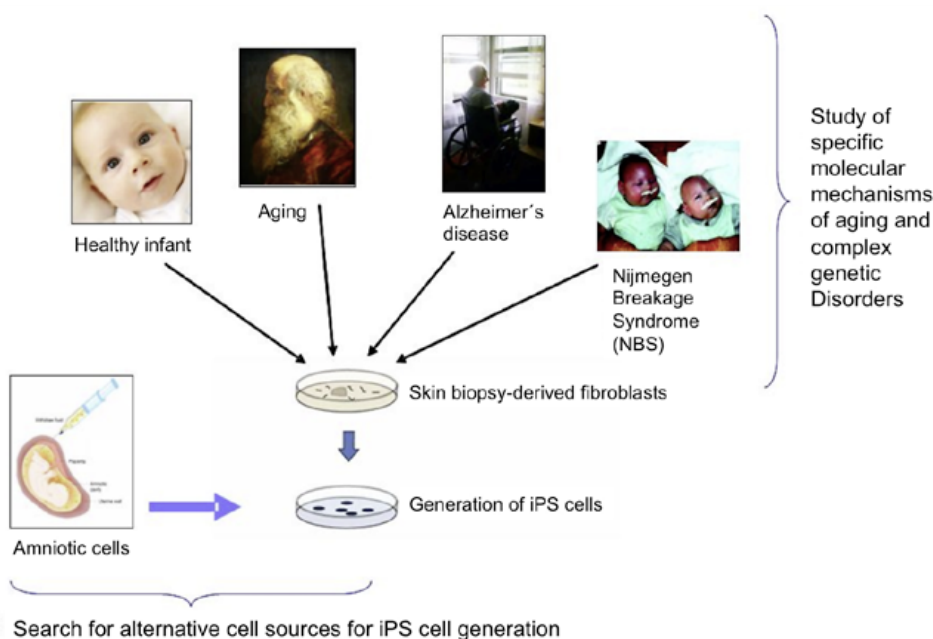 Healthy infant
Aging
Alzheimer´s
disease
Nijmegen
Breakage
Syndrome
(NBS)
Study of
specific
molecular
mechanisms
of aging and
complex
genetic
Disorders
Skin biopsy-derived fibroblasts
Generation of iPS cells
Amniotic cells
Search for alternative cell sources for iPS cell generation